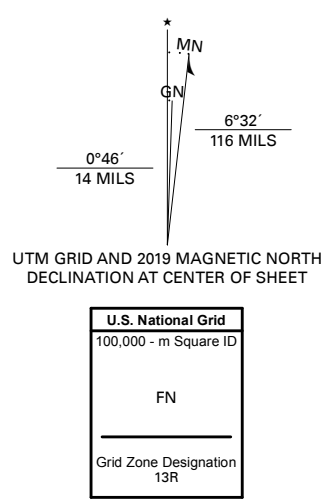 ★
MN
GN
6°32´
116 MILS
0°46´
14 MILS
UTM GRID AND 2019 MAGNETIC NORTH
DECLINATION AT CENTER OF SHEET
U.S. National Grid
100,000 - m Square ID
FN
Grid Zone Designation
13R